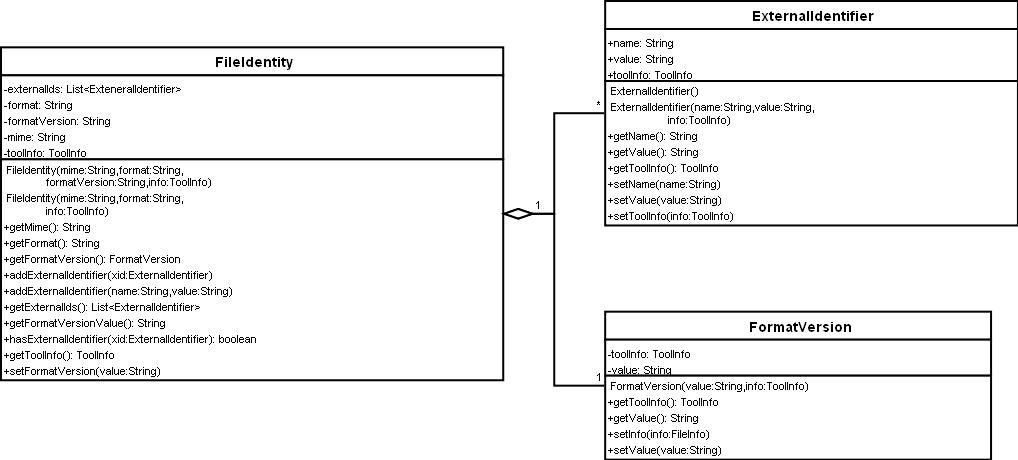 FileIdentity
-externalIds: List<ExteneralIdentifier>
-format: String
-formatVersion: String
-mime: String
-toolInfo: ToolInfo
FileIdentity(mime:String,format:String,
formatVersion:String,info:ToolInfo)
FileIdentity(mime:String,format:String,
info:ToolInfo)
+getMime(): String
+getFormat(): String
+getFormatVersion(): FormatVersion
+addExternalIdentifier(xid:ExternalIdentifier)
+addExternalIdentifier(name:String,value:String)
+getExternalIds(): List<ExternalIdentifier>
+getFormatVersionValue(): String
+hasExternalIdentifier(xid:ExternalIdentifier): boolean
+getToolInfo(): ToolInfo
+setFormatVersion(value:String)
1
*
ExternalIdentifier
+name: String
+value: String
+toolInfo: ToolInfo
ExternalIdentifier()
ExternalIdentifier(name:String,value:String,
info:ToolInfo)
+getName(): String
+getValue(): String
+getToolInfo(): ToolInfo
+setName(name:String)
+setValue(value:String)
+setToolInfo(info:ToolInfo)
1
FormatVersion
-toolInfo: ToolInfo
-value: String
FormatVersion(value:String,info:ToolInfo)
+getToolInfo(): ToolInfo
+getValue(): String
+setInfo(info:FileInfo)
+setValue(value:String)